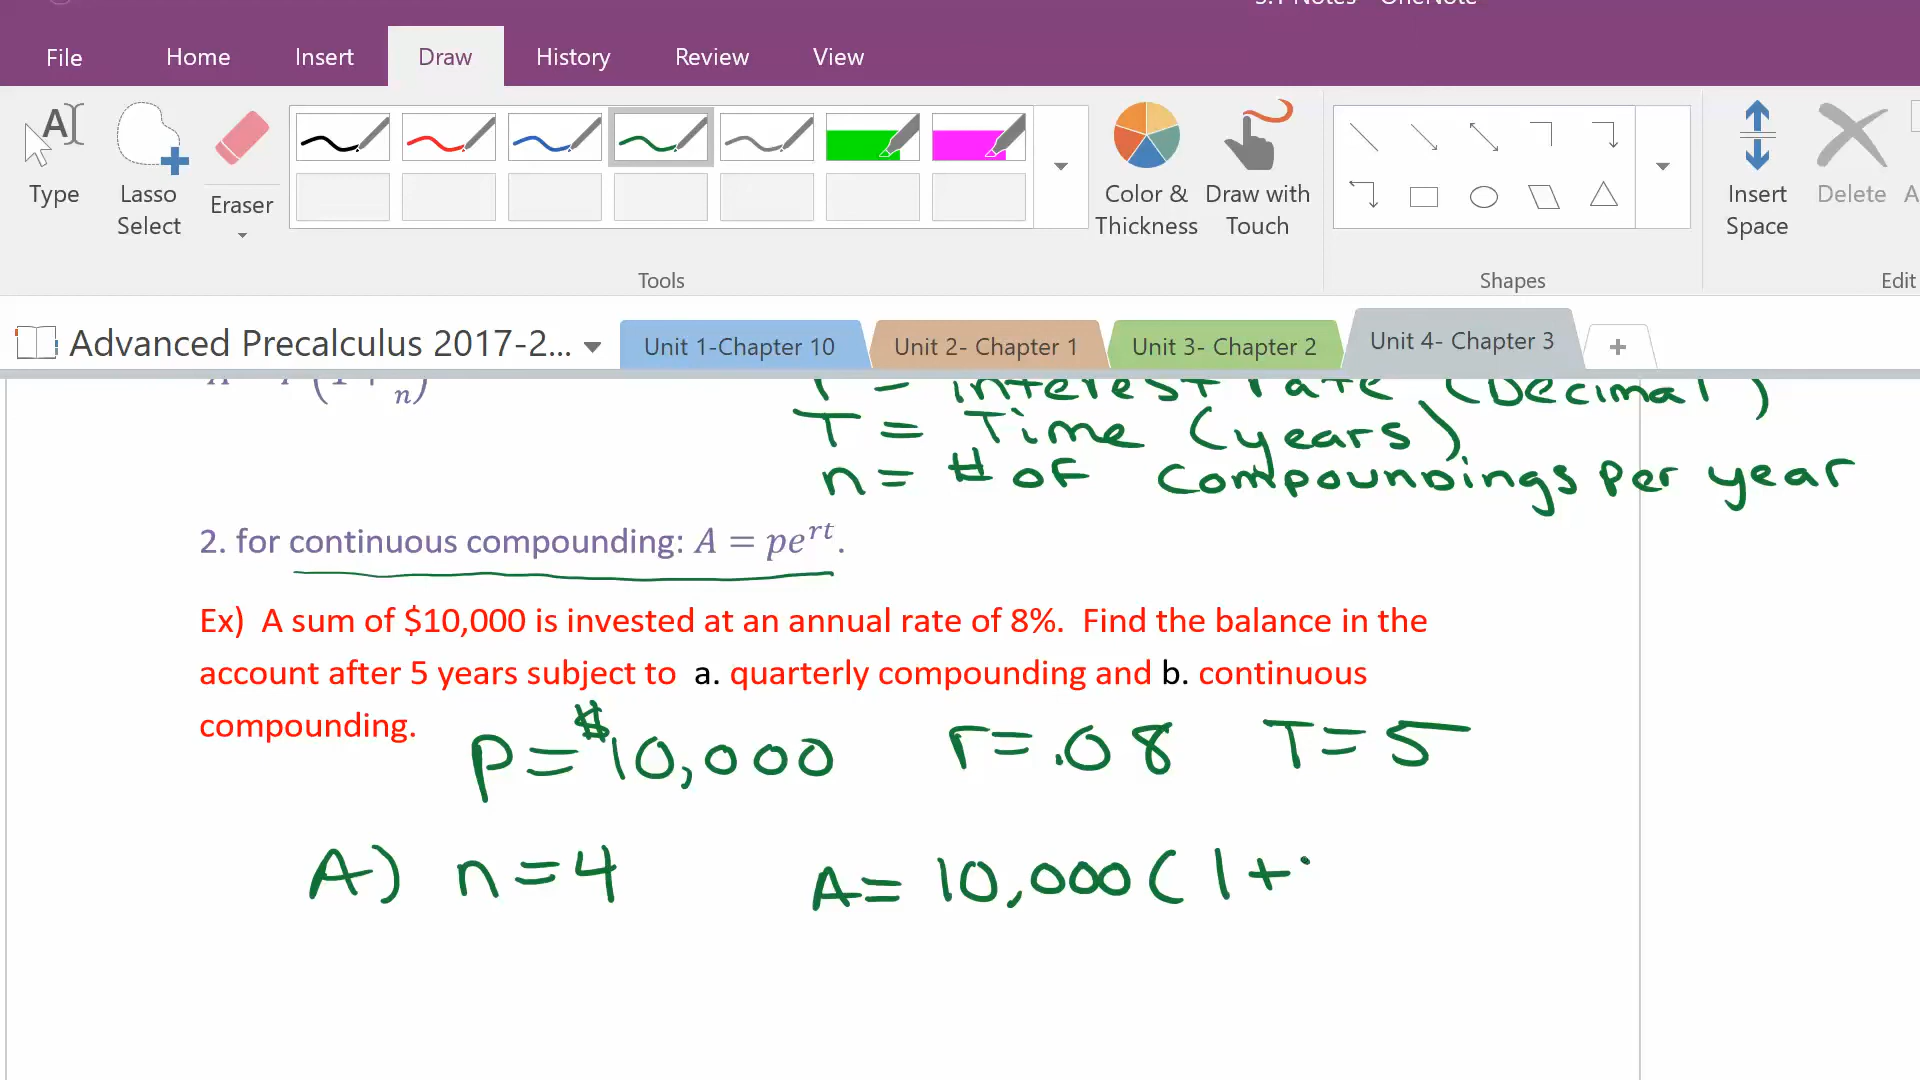 File Home Insert Draw History Review View
Type Lasso Select Eraser Color & Thickness Draw with Touch Insert Space Delete
Tools Shapes Edit
Advanced Precalculus 2017-2... Unit 1-Chapter 10 Unit 2- Chapter 1 Unit 3- Chapter 2 Unit 4- Chapter 3 +
r = interest rate (Decimal)
T = Time (years)
n = # of compoundings per year
2. for continuous compounding: A = pe^{rt}.
Ex) A sum of $10,000 is invested at an annual rate of 8%. Find the balance in the
account after 5 years subject to a. quarterly compounding and b. continuous
compounding.
P = $10,000 r = .08 T = 5
A) n = 4 A = 10,000 ( 1 +